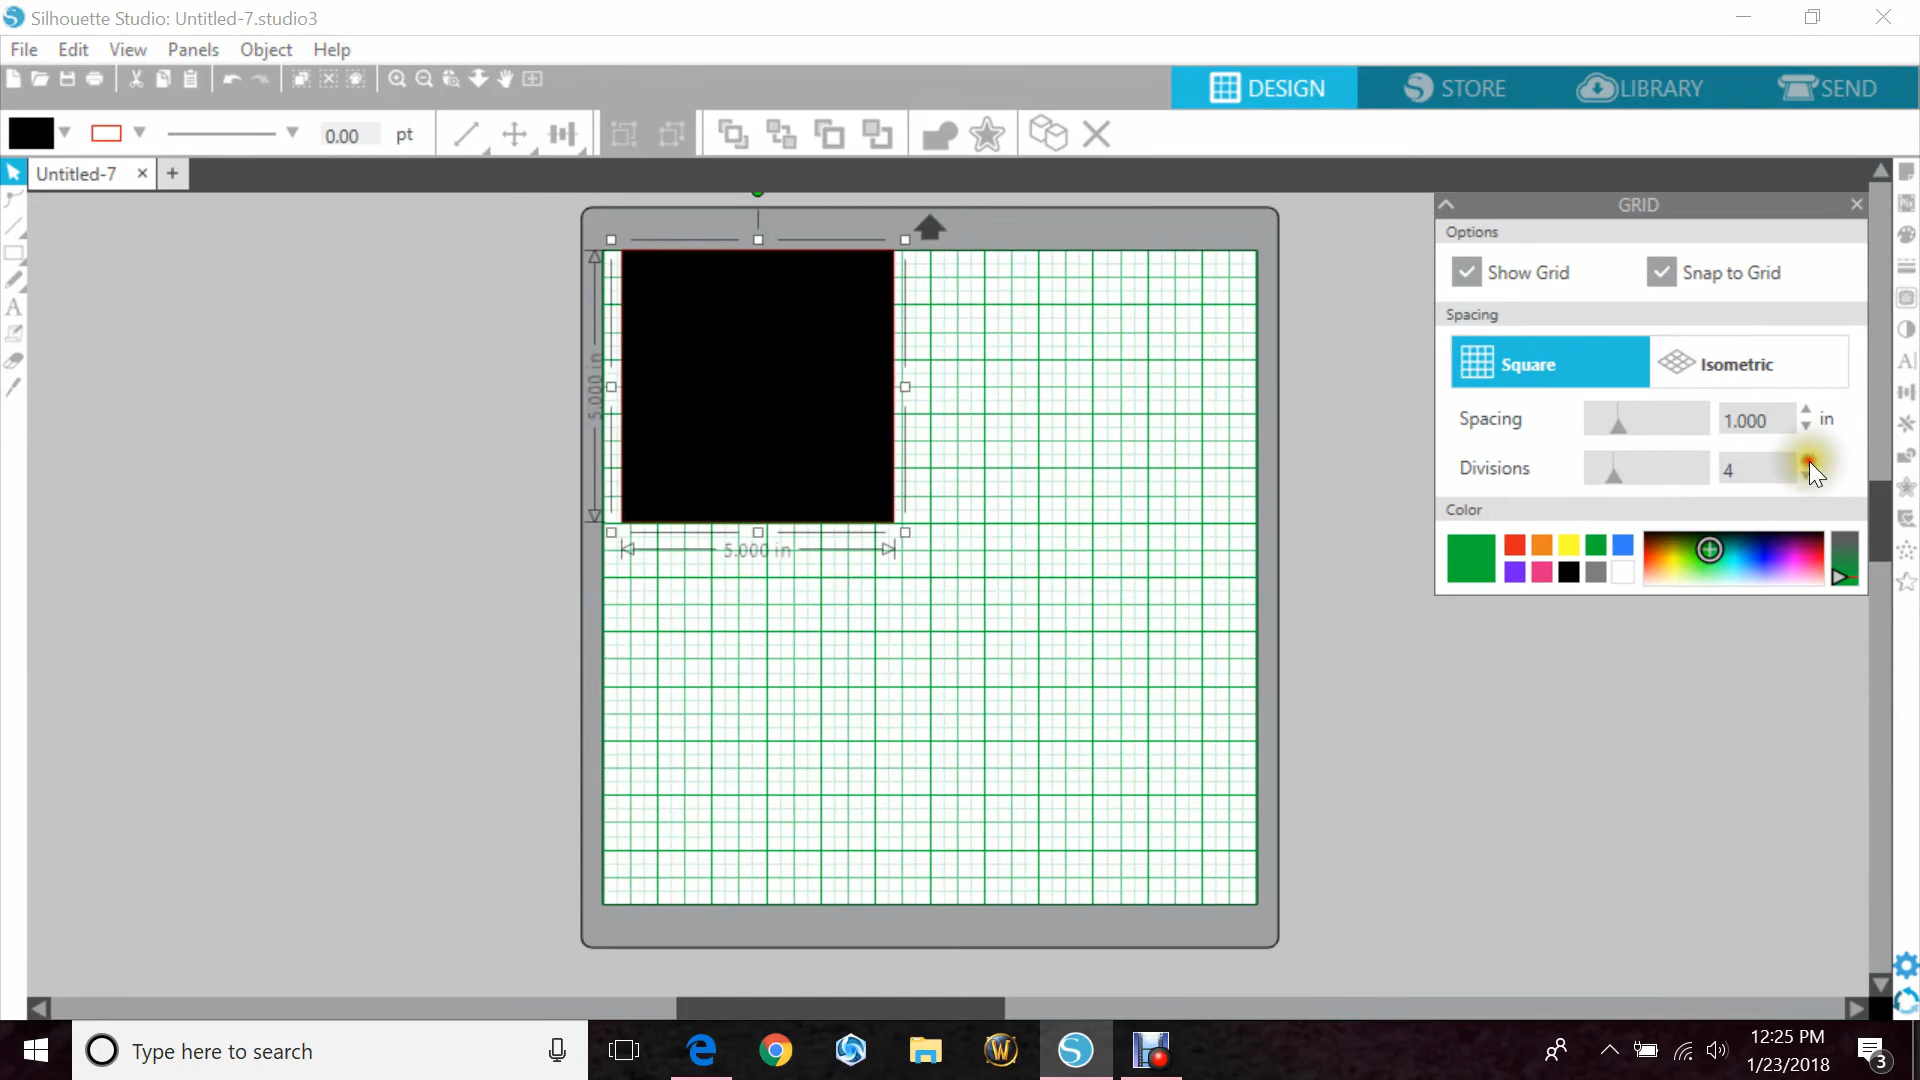 Silhouette Studio: Untitled-7.studio3
File Edit View Panels Object Help
DESIGN STORE LIBRARY SEND
0.00 pt
Untitled-7
GRID
Options
Show Grid Snap to Grid
Spacing
Square Isometric
Spacing 1.000 in
Divisions 4
Color
5.000 in
5.000 in
Type here to search
12:25 PM
1/23/2018
3